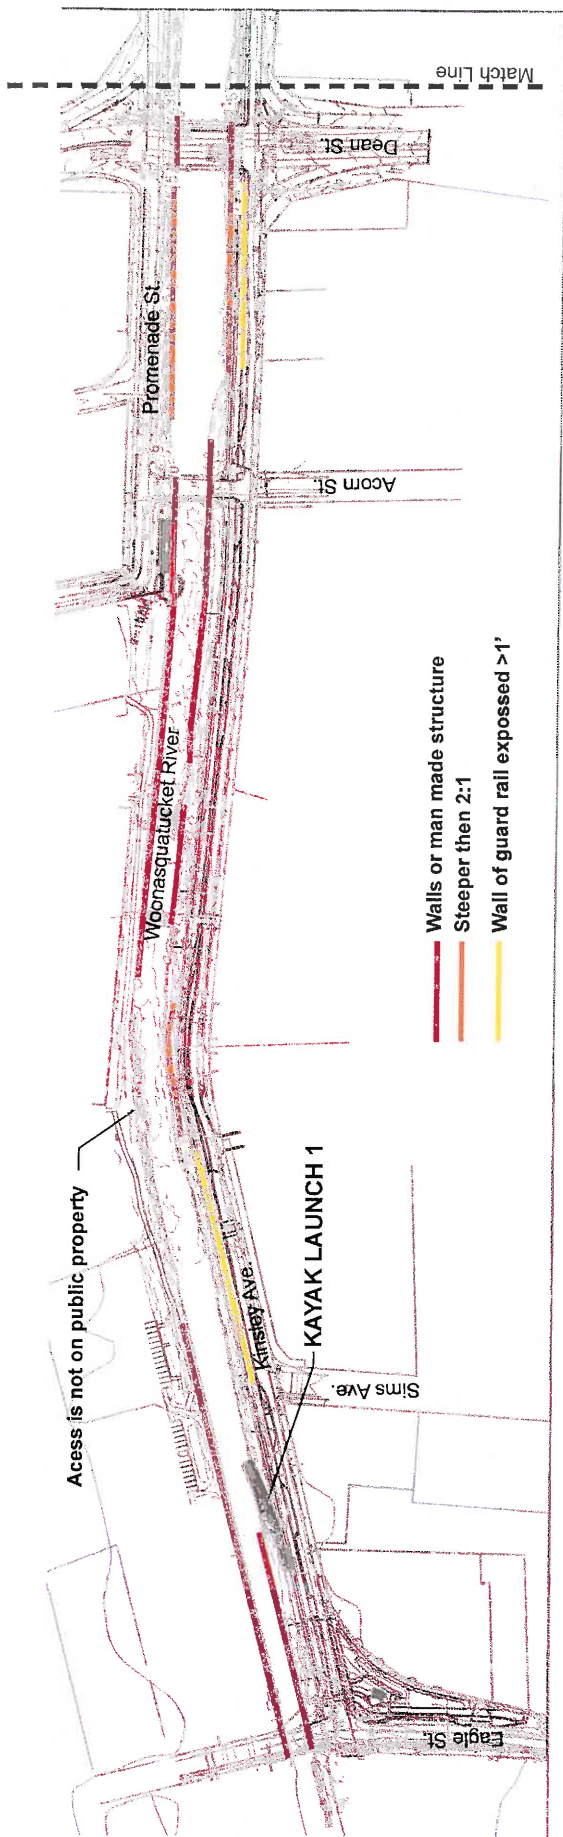 Match Line
Dean St.
Promenade St.
Acorn St.
Woonasquatucket River
Walls or man made structure
Steeper then 2:1
Wall of guard rail expossed >1'
Acess is not on public property
KAYAK LAUNCH 1
Kinsley Ave.
Sims Ave.
Eagle St.